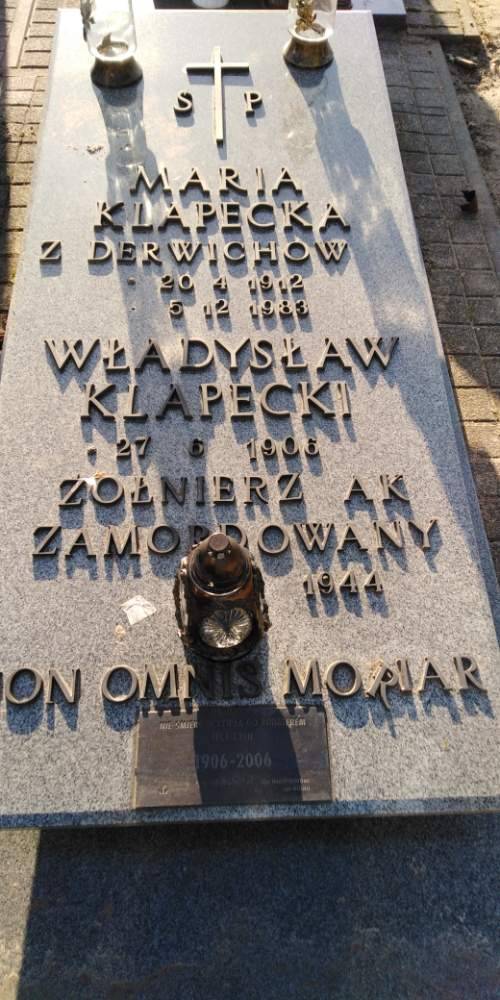 S P
MARIA
KLAPECKA
Z DERWICHÓW
20 4 1912
5 12 1983
WŁADYSŁAW
KLAPECKI
27 6 1906
ŻOŁNIERZ AK
ZAMORDOWANY
1944
ON OMNIS MORIAR
1906-2006